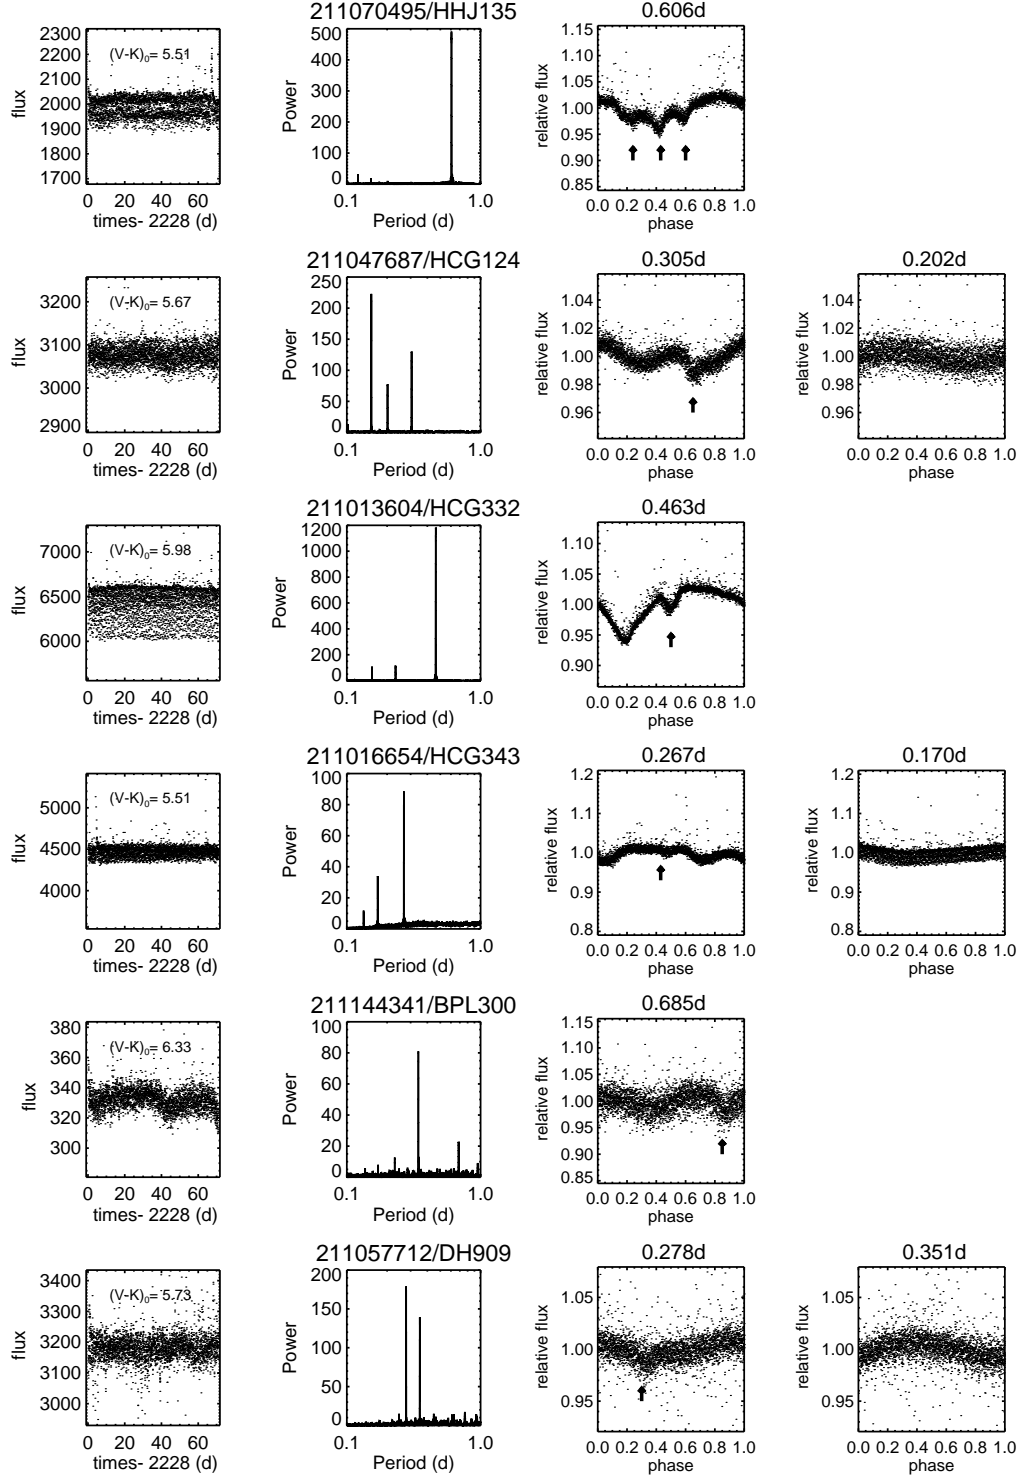 211070495/HHJ135
0.606d
(V-K)₀= 5.51
2300
2200
2100
2000
1900
1800
1700
flux
0 20 40 60
times- 2228 (d)
500
400
300
200
100
0
Power
0.1 1.0
Period (d)
1.15
1.10
1.05
1.00
0.95
0.90
0.85
relative flux
0.0 0.2 0.4 0.6 0.8 1.0
phase
211047687/HCG124
0.305d
0.202d
(V-K)₀= 5.67
3200
3100
3000
2900
flux
0 20 40 60
times- 2228 (d)
250
200
150
100
50
0
Power
0.1 1.0
Period (d)
1.04
1.02
1.00
0.98
0.96
relative flux
0.0 0.2 0.4 0.6 0.8 1.0
phase
1.04
1.02
1.00
0.98
0.96
relative flux
0.0 0.2 0.4 0.6 0.8 1.0
phase
211013604/HCG332
0.463d
(V-K)₀= 5.98
7000
6500
6000
flux
0 20 40 60
times- 2228 (d)
1200
1000
800
600
400
200
0
Power
0.1 1.0
Period (d)
1.10
1.05
1.00
0.95
0.90
relative flux
0.0 0.2 0.4 0.6 0.8 1.0
phase
211016654/HCG343
0.267d
0.170d
(V-K)₀= 5.51
5000
4500
4000
flux
0 20 40 60
times- 2228 (d)
100
80
60
40
20
0
Power
0.1 1.0
Period (d)
1.2
1.1
1.0
0.9
0.8
relative flux
0.0 0.2 0.4 0.6 0.8 1.0
phase
1.2
1.1
1.0
0.9
0.8
relative flux
0.0 0.2 0.4 0.6 0.8 1.0
phase
211144341/BPL300
0.685d
(V-K)₀= 6.33
380
360
340
320
300
flux
0 20 40 60
times- 2228 (d)
100
80
60
40
20
0
Power
0.1 1.0
Period (d)
1.15
1.10
1.05
1.00
0.95
0.90
0.85
relative flux
0.0 0.2 0.4 0.6 0.8 1.0
phase
211057712/DH909
0.278d
0.351d
(V-K)₀= 5.73
3400
3300
3200
3100
3000
flux
0 20 40 60
times- 2228 (d)
200
150
100
50
0
Power
0.1 1.0
Period (d)
1.05
1.00
0.95
relative flux
0.0 0.2 0.4 0.6 0.8 1.0
phase
1.05
1.00
0.95
relative flux
0.0 0.2 0.4 0.6 0.8 1.0
phase